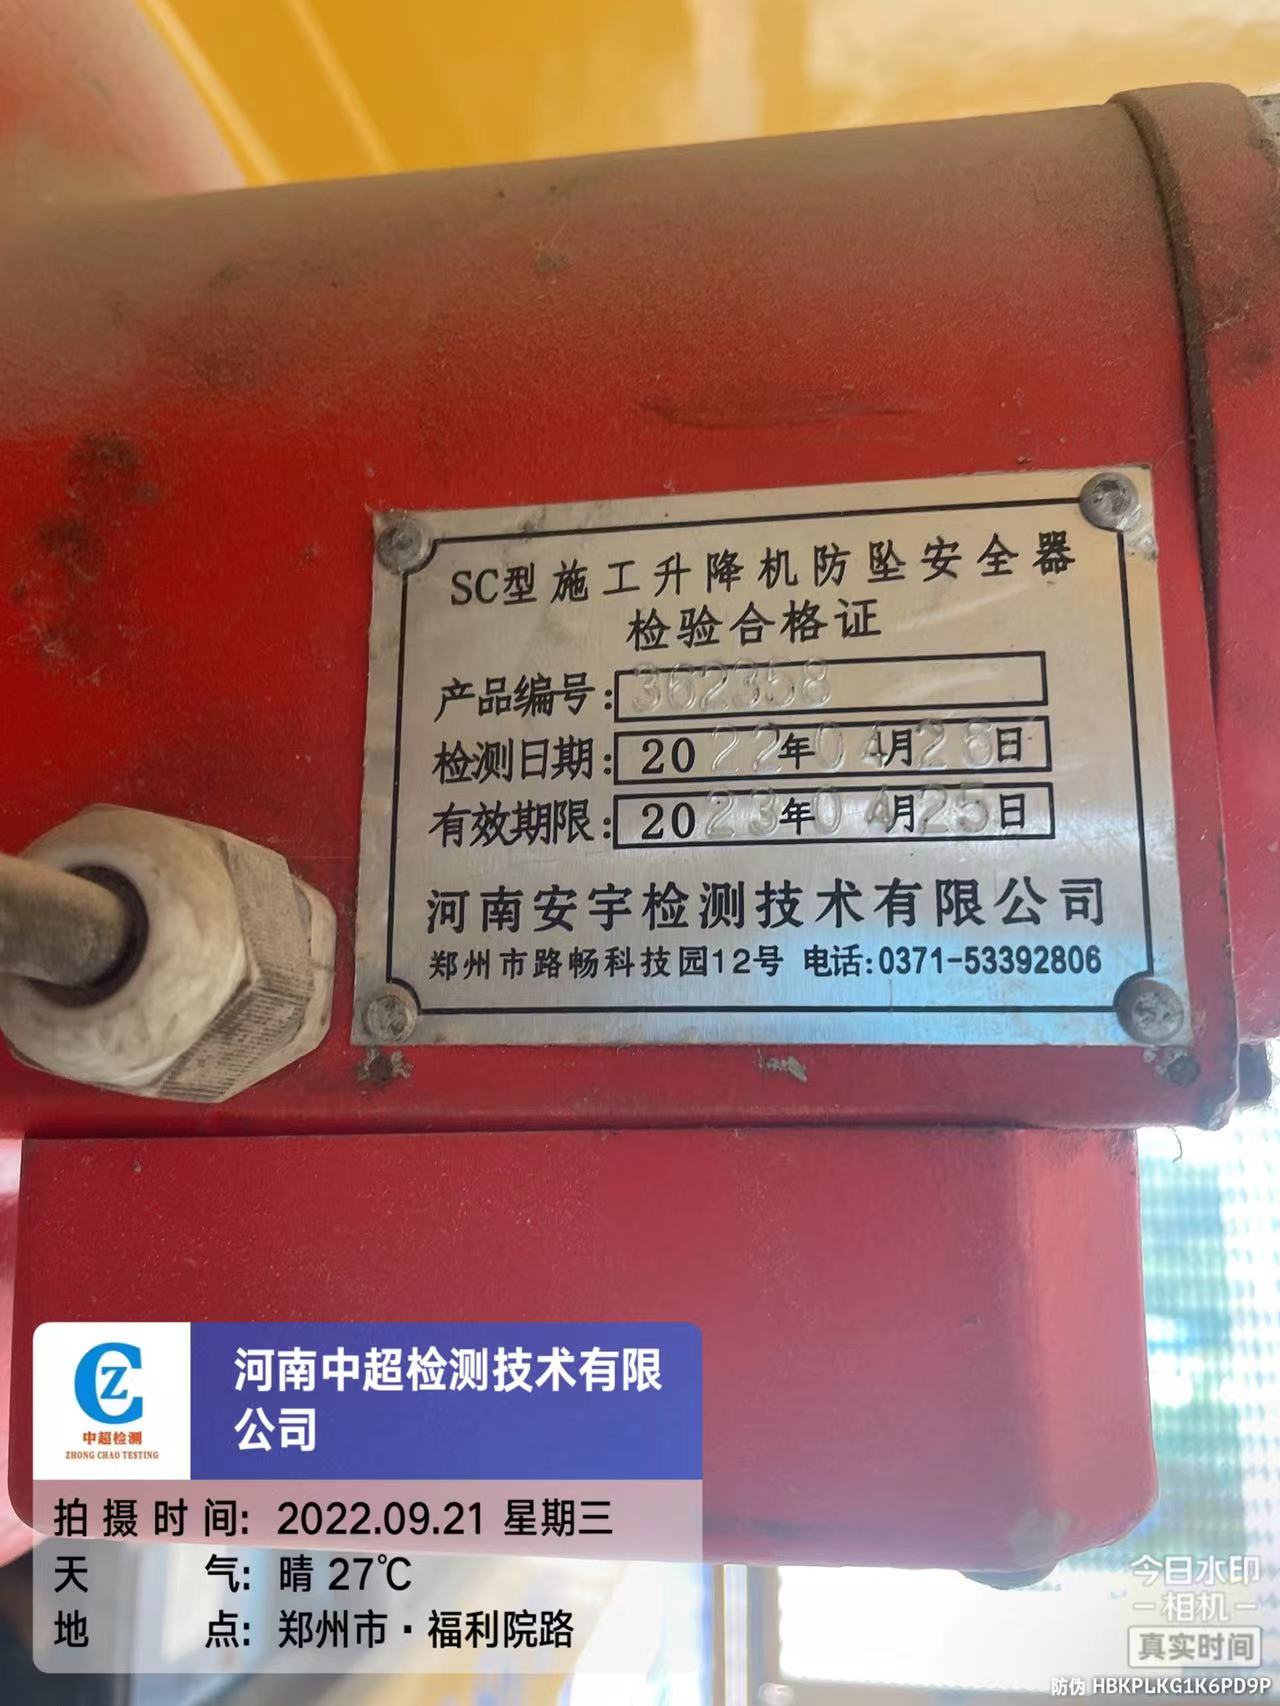 SC型施工升降机防坠安全器
检验合格证
产品编号: 362358
检测日期: 2022年04月26日
有效期限: 2023年04月25日
河南安宇检测技术有限公司
郑州市路畅科技园12号 电话:0371-53392806
河南中超检测技术有限
公司
中超检测
ZHONG CHAO TESTING
拍摄时间: 2022.09.21 星期三
天气: 晴 27℃
地点: 郑州市·福利院路
今日水印
相机
真实时间
防伪 HBKPLKG1K6PD9P